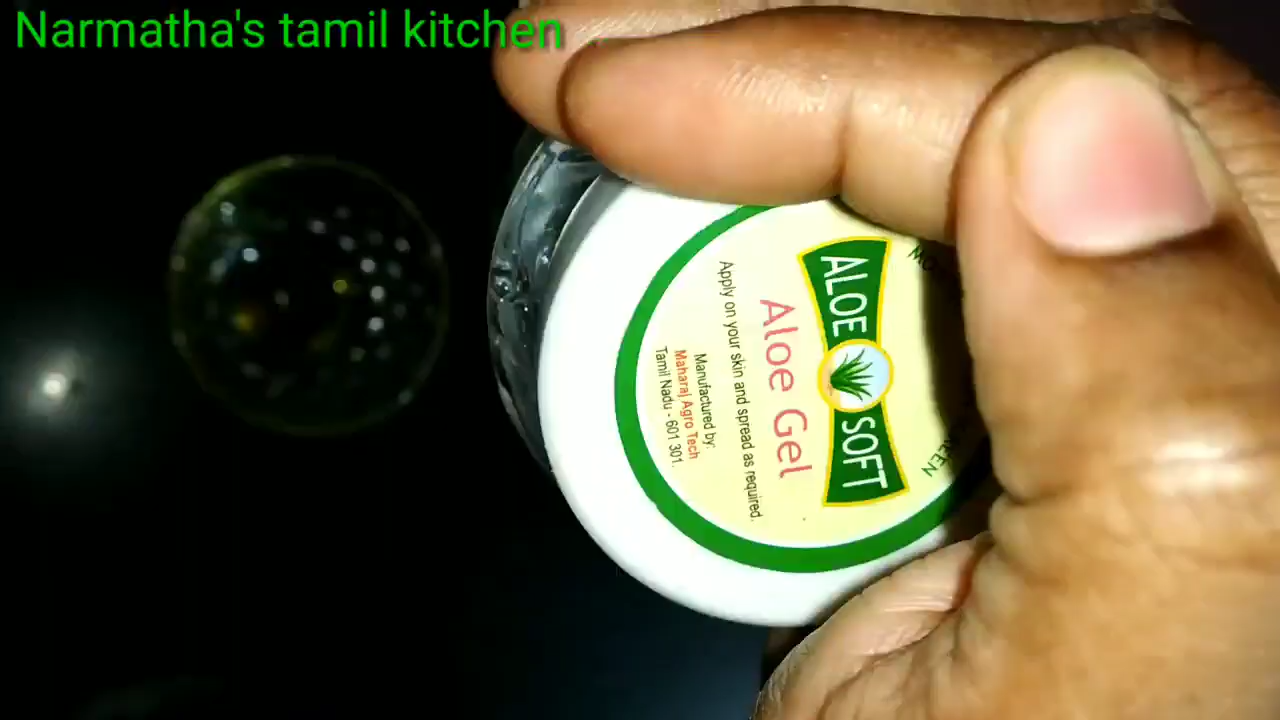 Narmatha's tamil kitchen
ALOE SOFT
Aloe Gel
Apply on your skin and spread as required.
Manufactured by:
Maharaj Agro Tech
Tamil Nadu - 601 301.